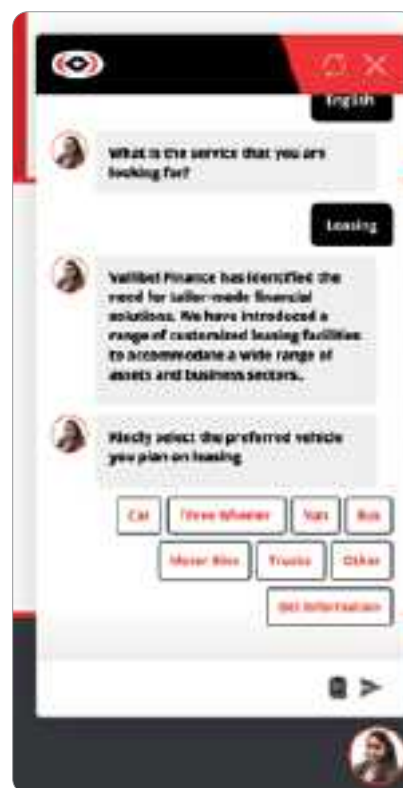 English
What is the service that you are
looking for?
Leasing
Vallibel Finance has identified the
need for tailor-made financial
solutions. We have introduced a
range of customized leasing facilities
to accommodate a wide range of
assets and business sectors.
Kindly select the preferred vehicle
you plan on leasing
Car Three Wheeler Van Bus
Motor Bike Trucks Other
Get Information